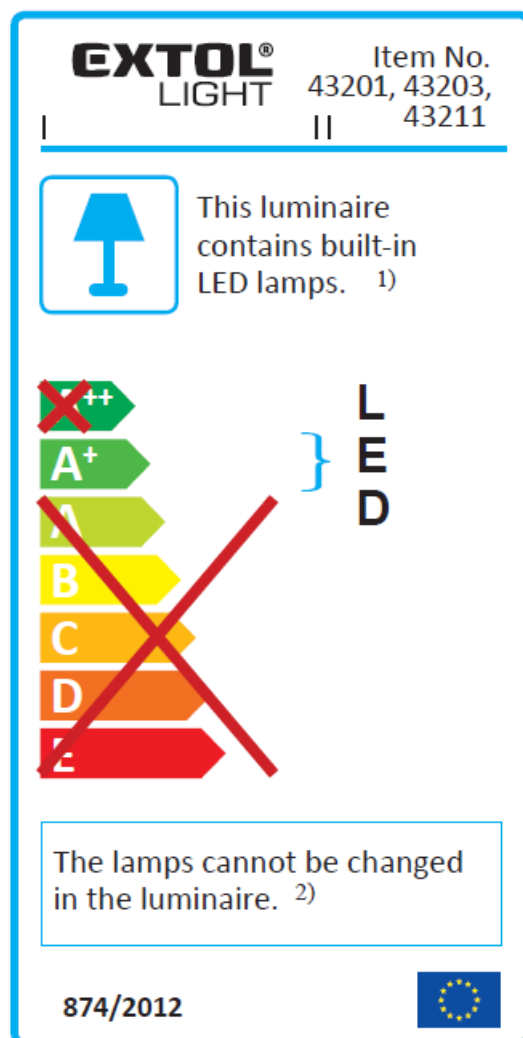 EXTOL®
LIGHT
Item No.
43201, 43203,
43211
I
II
This luminaire
contains built-in
LED lamps. 1)
A++
A+
A
B
C
D
E
L
E
D
The lamps cannot be changed
in the luminaire. 2)
874/2012